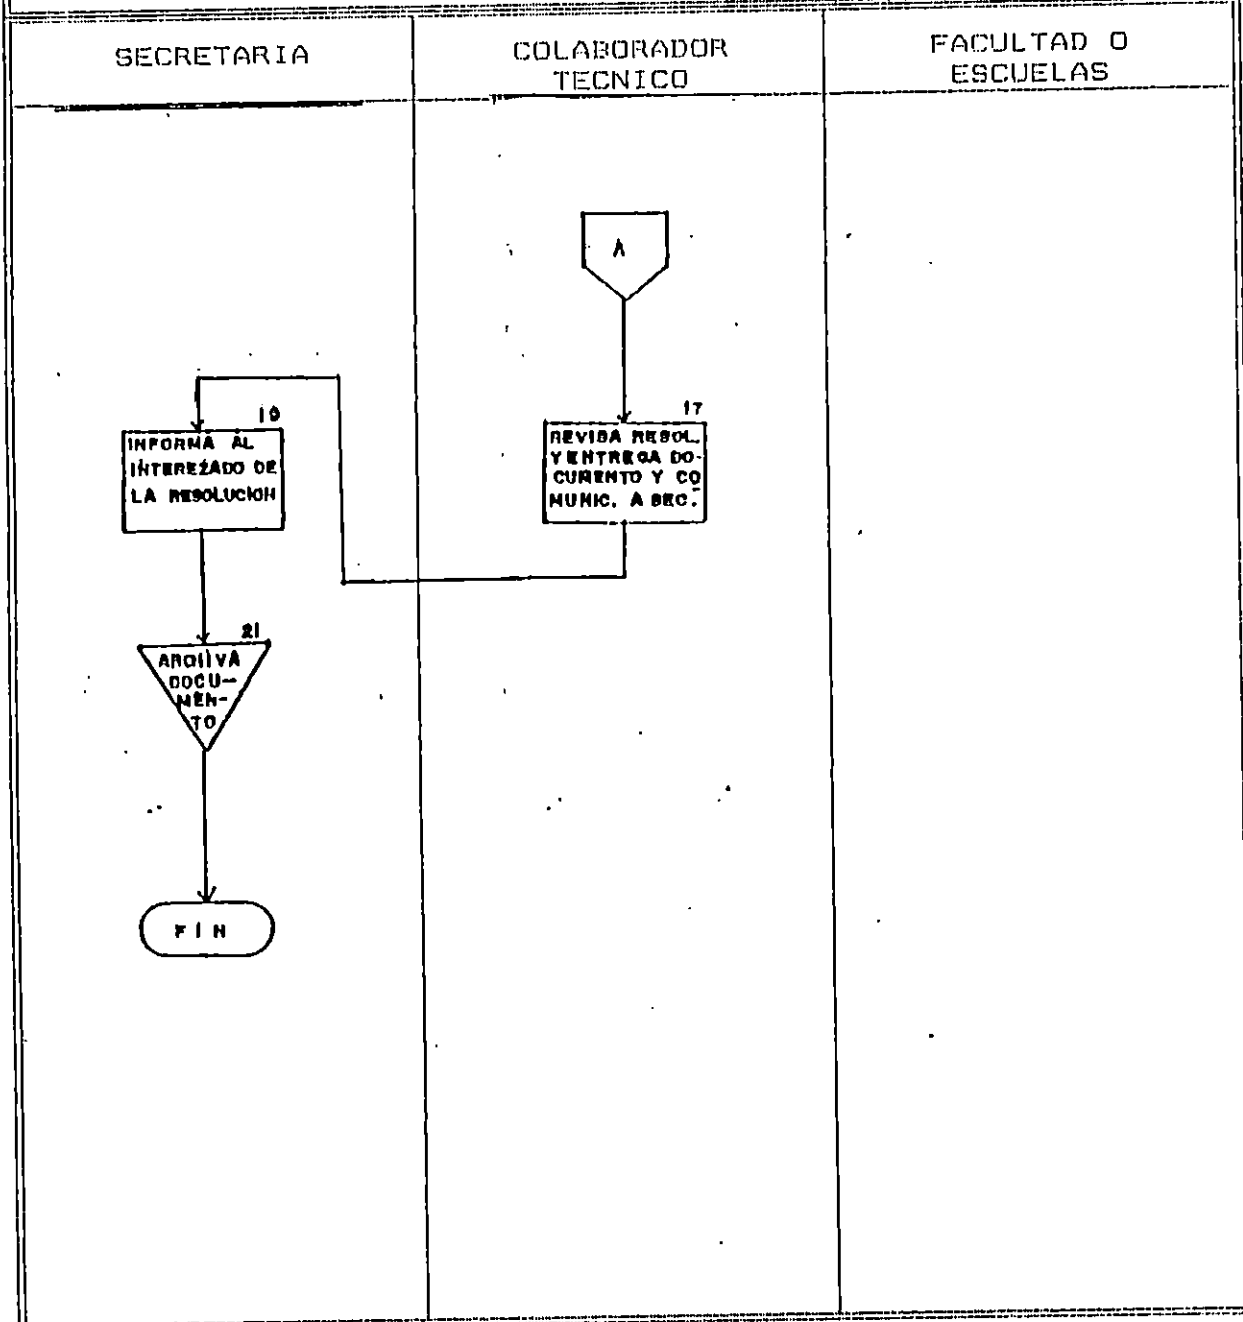 SECRETARIA
COLABORADOR
TECNICO
FACULTAD O
ESCUELAS
A
17
REVISA RESOL.
Y ENTREGA DO-
CUMENTO Y CO
MUNIC. A SEC.
19
INFORMA AL
INTEREZADO DE
LA RESOLUCION
21
ARCHIVA
DOCU-
MEN-
TO
FIN